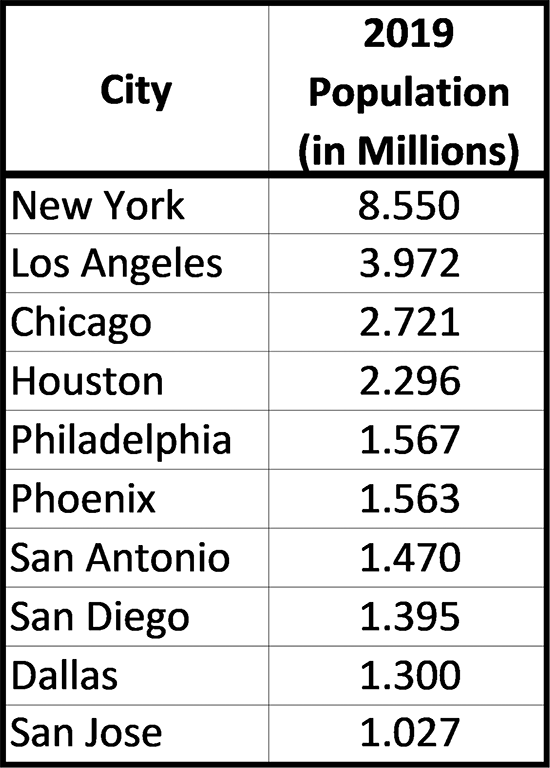 City
2019
Population
(in Millions)
New York 8.550
Los Angeles 3.972
Chicago 2.721
Houston 2.296
Philadelphia 1.567
Phoenix 1.563
San Antonio 1.470
San Diego 1.395
Dallas 1.300
San Jose 1.027